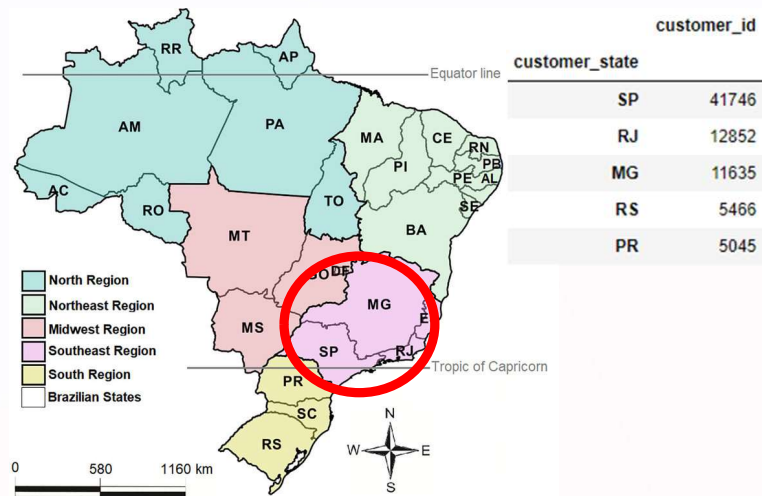 customer_id
customer_state
SP 41746
RJ 12852
MG 11635
RS 5466
PR 5045
RR
AP
Equator line
AM
PA
MA
CE
RN
PB
PI
PE
AL
AC
TO
SE
RO
MT
BA
DF
MG
MS
SP
RJ
Tropic of Capricorn
PR
SC
RS
North Region
Northeast Region
Midwest Region
Southeast Region
South Region
Brazilian States
N
W E
S
0 580 1160 km